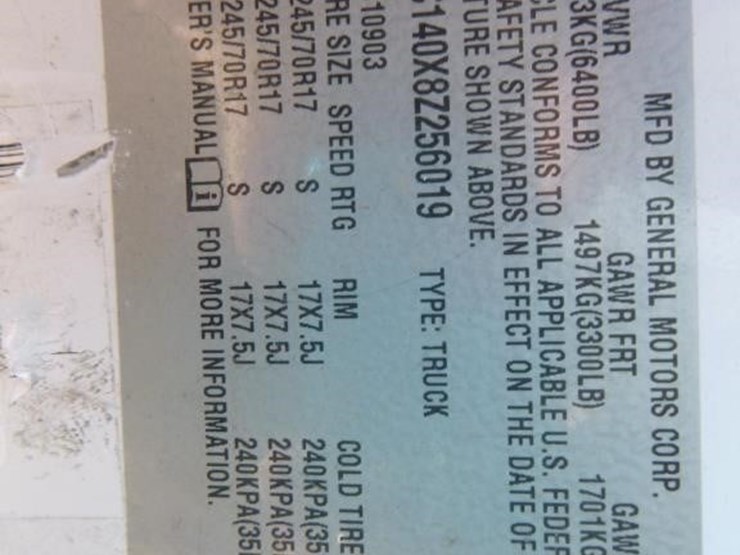 MFD BY GENERAL MOTORS CORP.
GVWR GAWR FRT GAW
3KG(6400LB) 1497KG(3300LB) 1701KG
CLE CONFORMS TO ALL APPLICABLE U.S. FEDER
AFETY STANDARDS IN EFFECT ON THE DATE OF
TURE SHOWN ABOVE.
140X8Z256019 TYPE: TRUCK
10903
RE SIZE SPEED RTG RIM COLD TIRE
245/70R17 S 17X7.5J 240KPA(35
245/70R17 S 17X7.5J 240KPA(35
245/70R17 S 17X7.5J 240KPA(35
ER'S MANUAL FOR MORE INFORMATION.